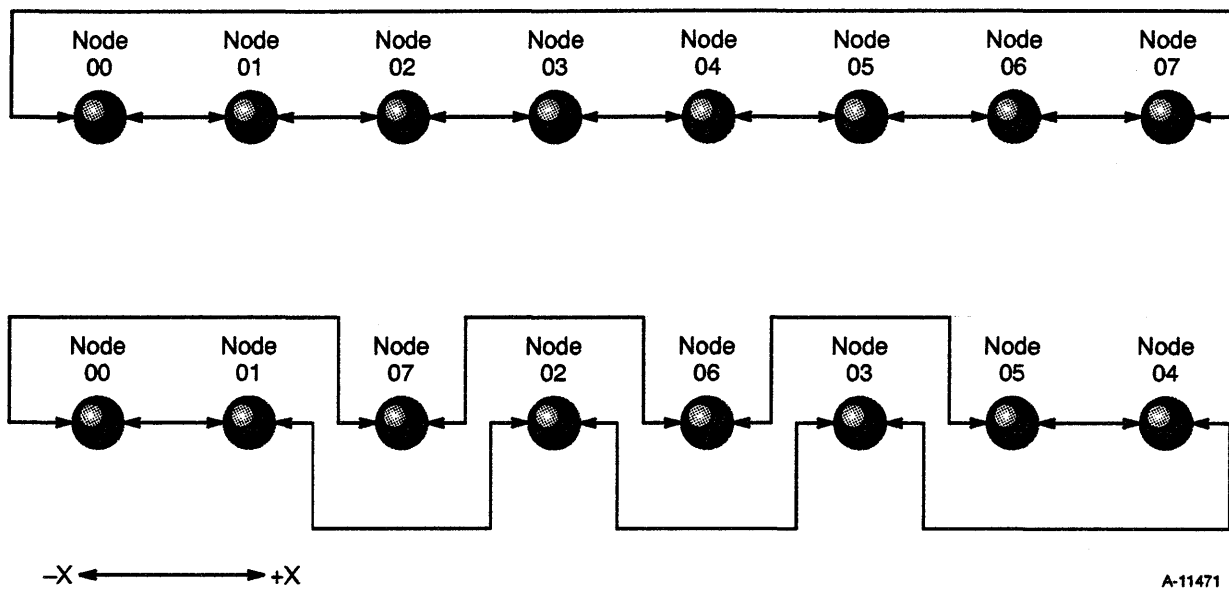 Node Node Node Node Node Node Node Node
00 01 02 03 04 05 06 07
Node Node Node Node Node Node Node Node
00 01 07 02 06 03 05 04
–X +X
A-11471